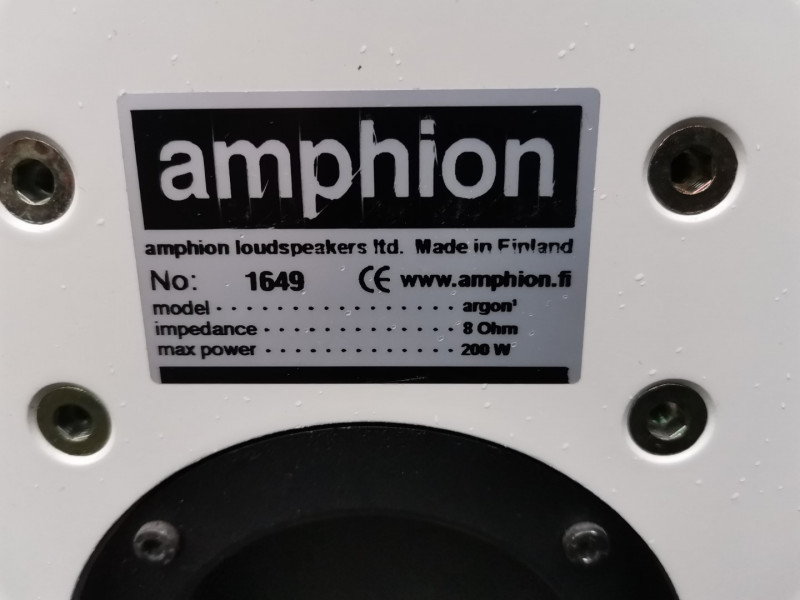 amphion
amphion loudspeakers ltd. Made in Finland
No: 1649 CE www.amphion.fi
model · · · · · · · · · · · · · · · · · argon¹
impedance · · · · · · · · · · · · · 8 Ohm
max power · · · · · · · · · · · · · 200 W